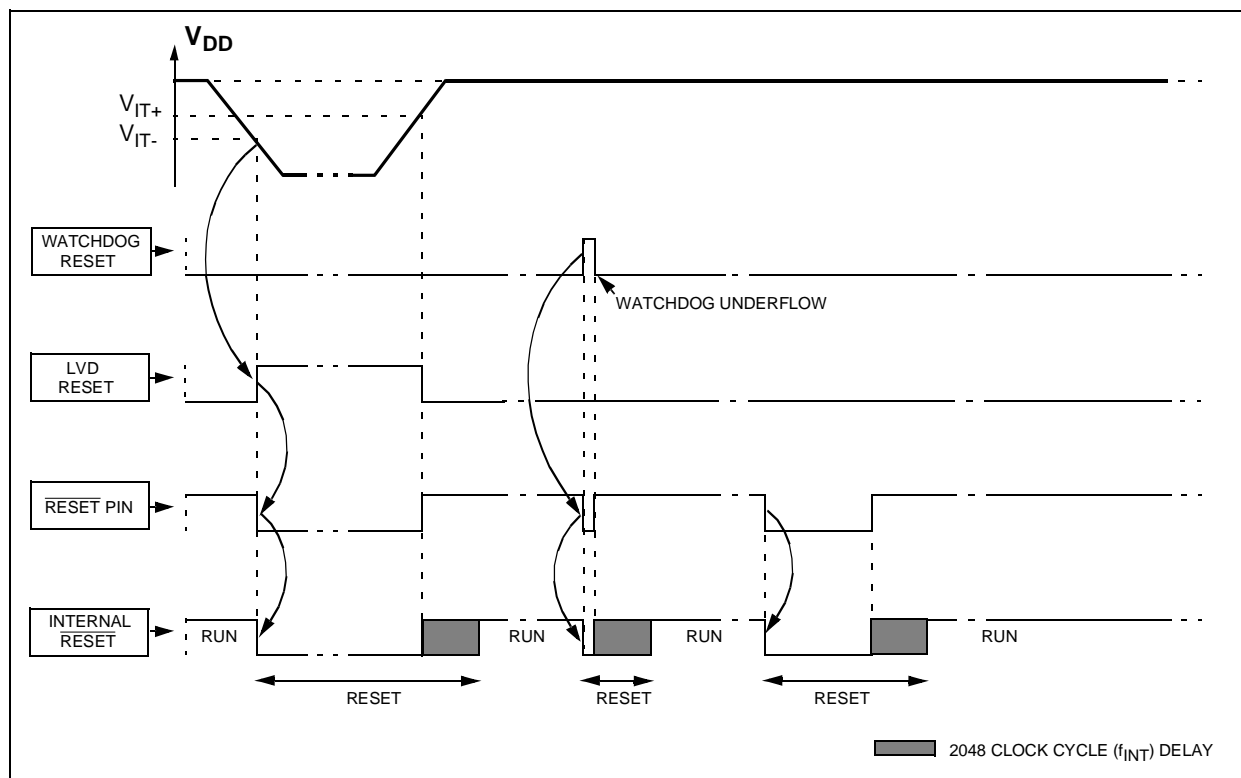 VDD
VIT+
VIT-
WATCHDOG
RESET
WATCHDOG UNDERFLOW
LVD
RESET
RESET PIN
INTERNAL
RESET
RUN
RUN
RUN
RUN
RESET
RESET
RESET
2048 CLOCK CYCLE (fINT) DELAY